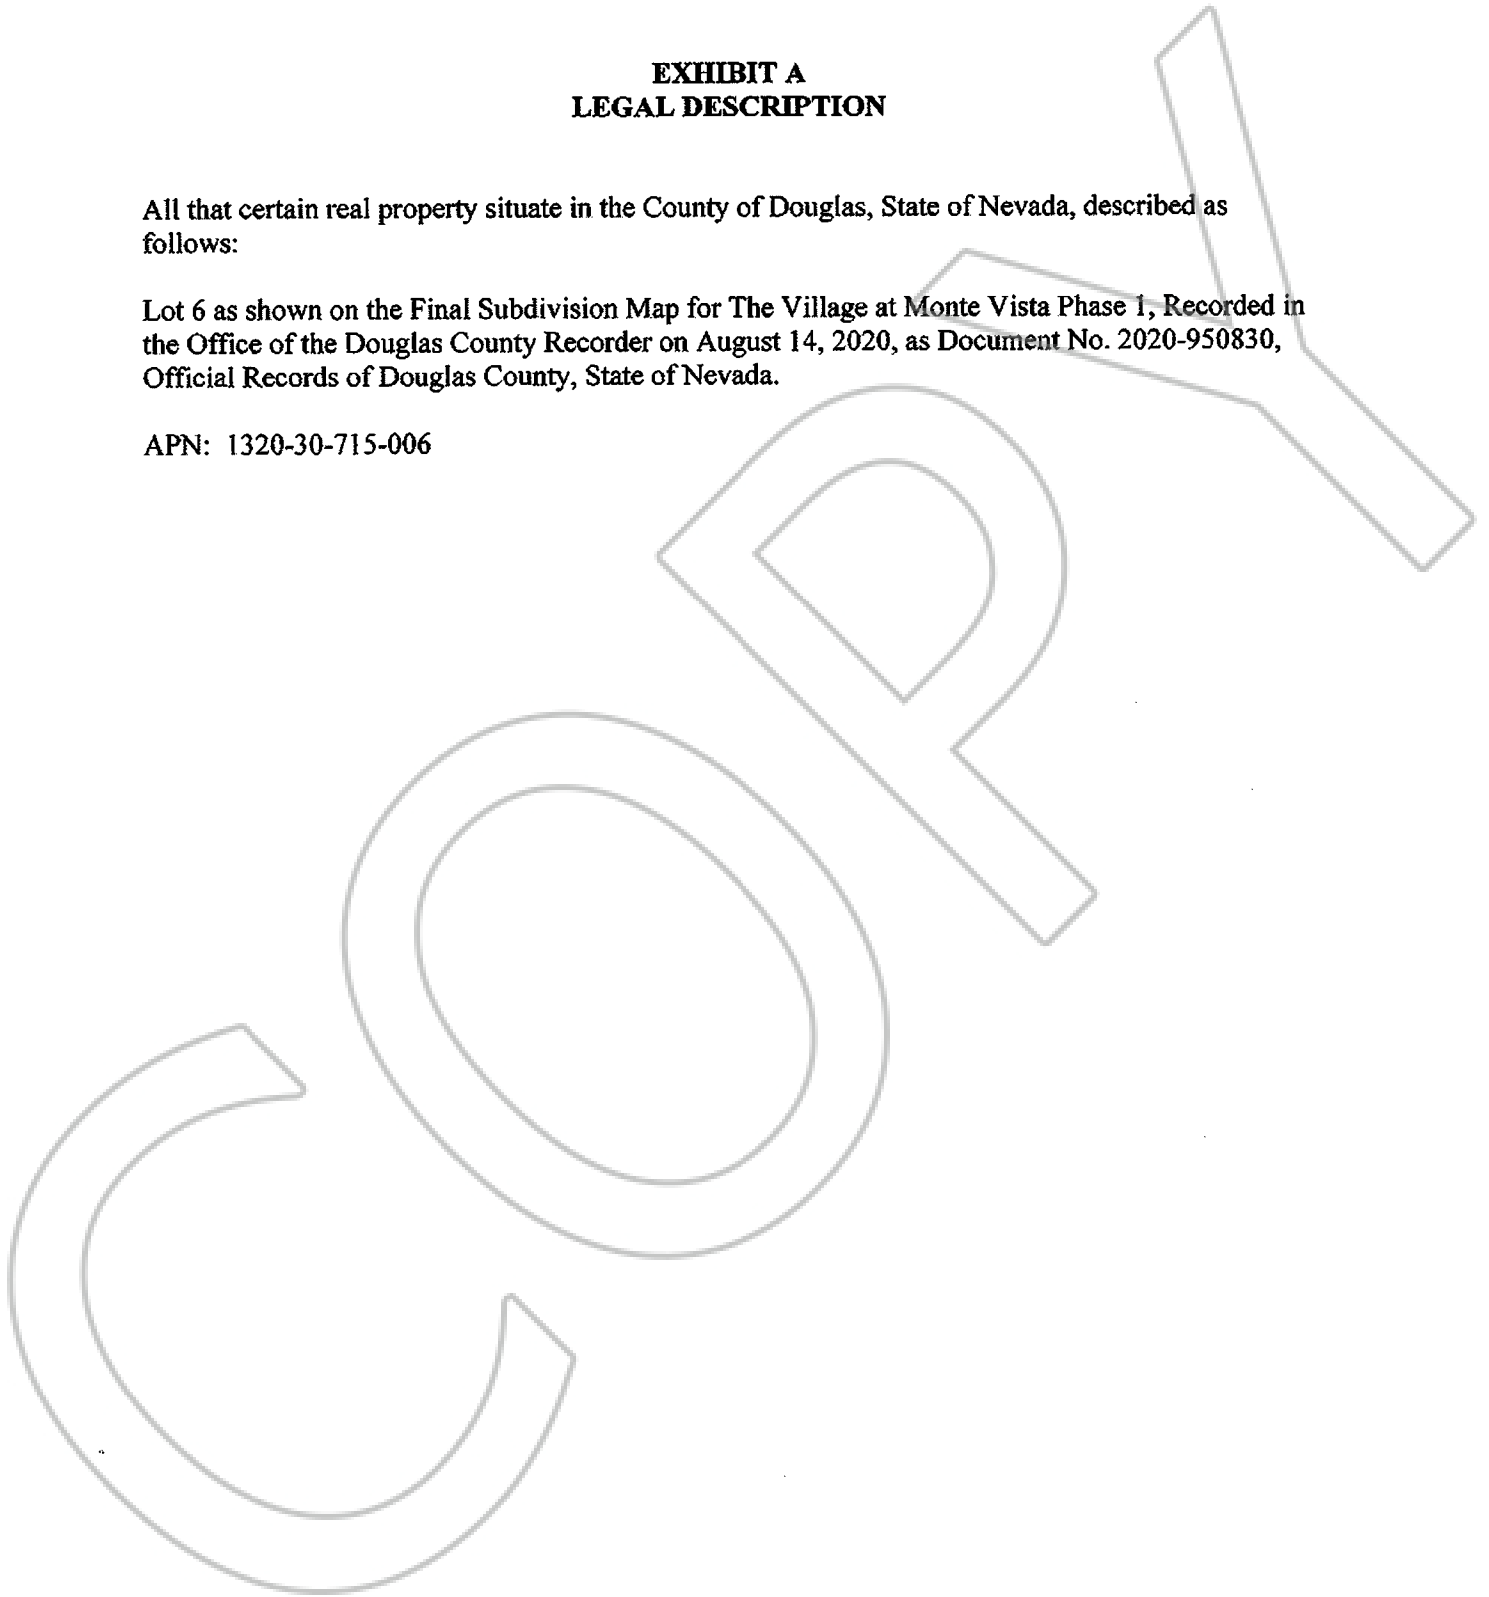 EXHIBIT A
LEGAL DESCRIPTION
All that certain real property situate in the County of Douglas, State of Nevada, described as
follows:
Lot 6 as shown on the Final Subdivision Map for The Village at Monte Vista Phase 1, Recorded in
the Office of the Douglas County Recorder on August 14, 2020, as Document No. 2020-950830,
Official Records of Douglas County, State of Nevada.
APN: 1320-30-715-006
COPY